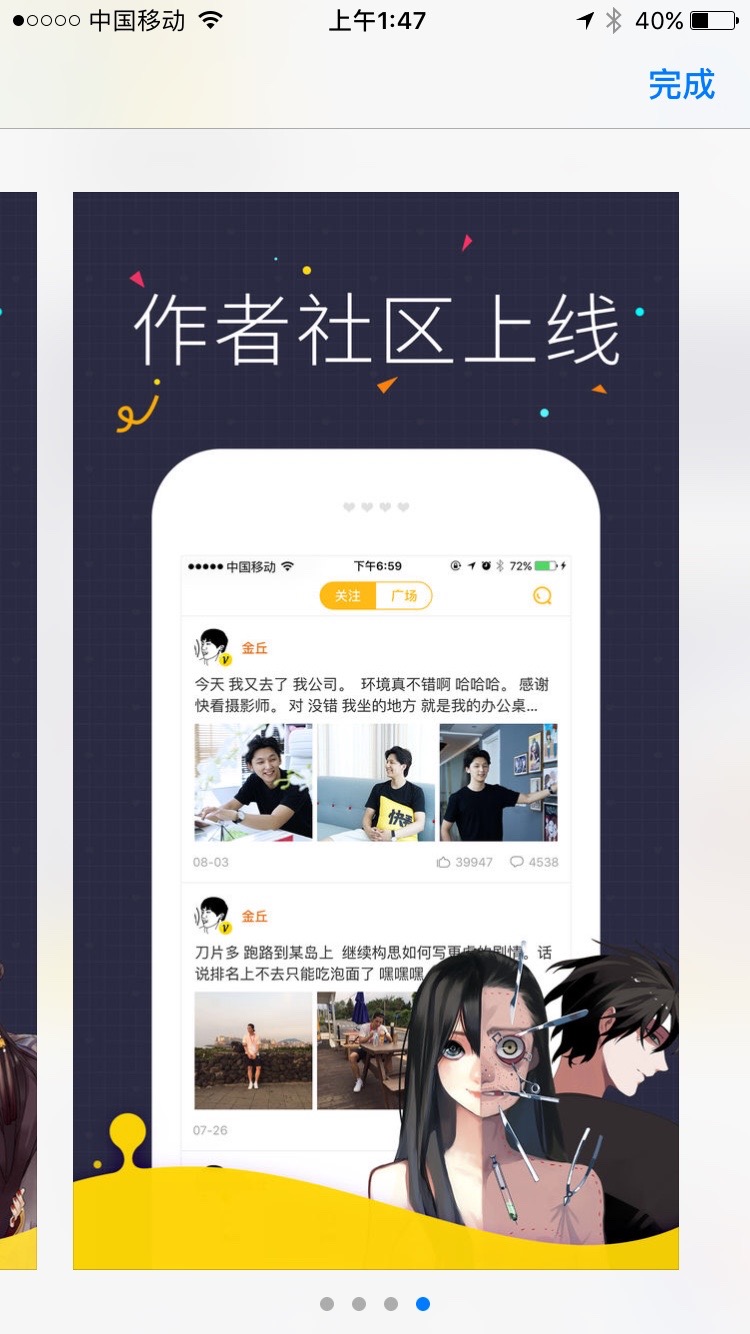 中国移动 上午1:47 40%
完成
作者社区上线
中国移动 下午6:59 72%
关注 广场
金丘
今天 我又去了 我公司。 环境真不错啊 哈哈哈。 感谢
快看摄影师。 对 没错 我坐的地方 就是我的办公桌...
快看
08-03 39947 4538
金丘
刀片多 跑路到某岛上 继续构思如何写更虐的剧情。话
说排名上不去只能吃泡面了 嘿嘿嘿
07-26